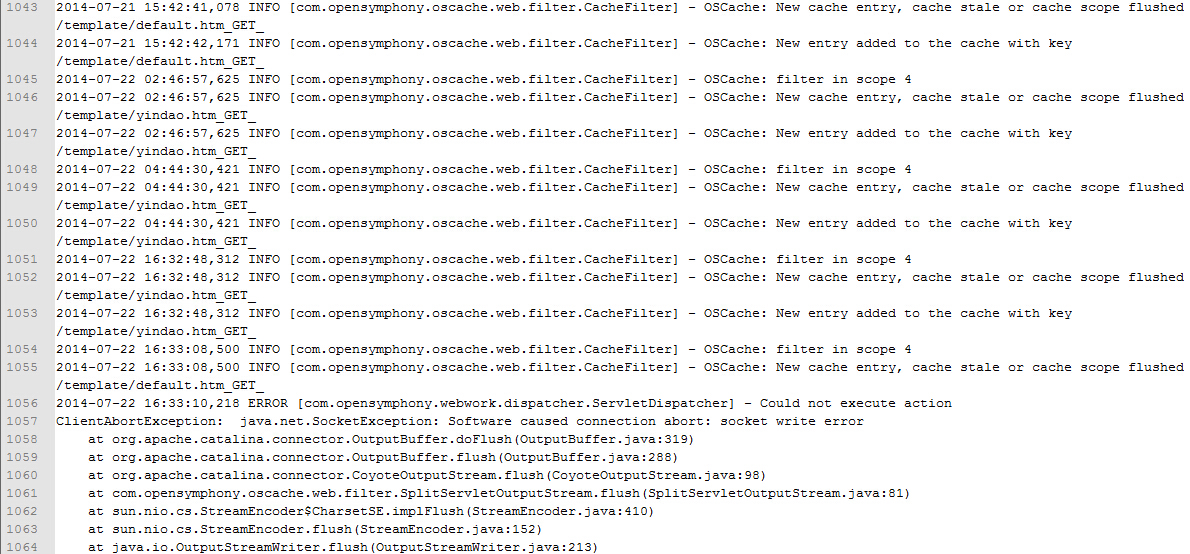 1043 2014-07-21 15:42:41,078 INFO [com.opensymphony.oscache.web.filter.CacheFilter] - OSCache: New cache entry, cache stale or cache scope flushed
/template/default.htm_GET_
1044 2014-07-21 15:42:42,171 INFO [com.opensymphony.oscache.web.filter.CacheFilter] - OSCache: New entry added to the cache with key
/template/default.htm_GET_
1045 2014-07-22 02:46:57,625 INFO [com.opensymphony.oscache.web.filter.CacheFilter] - OSCache: filter in scope 4
1046 2014-07-22 02:46:57,625 INFO [com.opensymphony.oscache.web.filter.CacheFilter] - OSCache: New cache entry, cache stale or cache scope flushed
/template/yindao.htm_GET_
1047 2014-07-22 02:46:57,625 INFO [com.opensymphony.oscache.web.filter.CacheFilter] - OSCache: New entry added to the cache with key
/template/yindao.htm_GET_
1048 2014-07-22 04:44:30,421 INFO [com.opensymphony.oscache.web.filter.CacheFilter] - OSCache: filter in scope 4
1049 2014-07-22 04:44:30,421 INFO [com.opensymphony.oscache.web.filter.CacheFilter] - OSCache: New cache entry, cache stale or cache scope flushed
/template/yindao.htm_GET_
1050 2014-07-22 04:44:30,421 INFO [com.opensymphony.oscache.web.filter.CacheFilter] - OSCache: New entry added to the cache with key
/template/yindao.htm_GET_
1051 2014-07-22 16:32:48,312 INFO [com.opensymphony.oscache.web.filter.CacheFilter] - OSCache: filter in scope 4
1052 2014-07-22 16:32:48,312 INFO [com.opensymphony.oscache.web.filter.CacheFilter] - OSCache: New cache entry, cache stale or cache scope flushed
/template/yindao.htm_GET_
1053 2014-07-22 16:32:48,312 INFO [com.opensymphony.oscache.web.filter.CacheFilter] - OSCache: New entry added to the cache with key
/template/yindao.htm_GET_
1054 2014-07-22 16:33:08,500 INFO [com.opensymphony.oscache.web.filter.CacheFilter] - OSCache: filter in scope 4
1055 2014-07-22 16:33:08,500 INFO [com.opensymphony.oscache.web.filter.CacheFilter] - OSCache: New cache entry, cache stale or cache scope flushed
/template/default.htm_GET_
1056 2014-07-22 16:33:10,218 ERROR [com.opensymphony.webwork.dispatcher.ServletDispatcher] - Could not execute action
1057 ClientAbortException:  java.net.SocketException: Software caused connection abort: socket write error
1058     at org.apache.catalina.connector.OutputBuffer.doFlush(OutputBuffer.java:319)
1059     at org.apache.catalina.connector.OutputBuffer.flush(OutputBuffer.java:288)
1060     at org.apache.catalina.connector.CoyoteOutputStream.flush(CoyoteOutputStream.java:98)
1061     at com.opensymphony.oscache.web.filter.SplitServletOutputStream.flush(SplitServletOutputStream.java:81)
1062     at sun.nio.cs.StreamEncoder$CharsetSE.implFlush(StreamEncoder.java:410)
1063     at sun.nio.cs.StreamEncoder.flush(StreamEncoder.java:152)
1064     at java.io.OutputStreamWriter.flush(OutputStreamWriter.java:213)